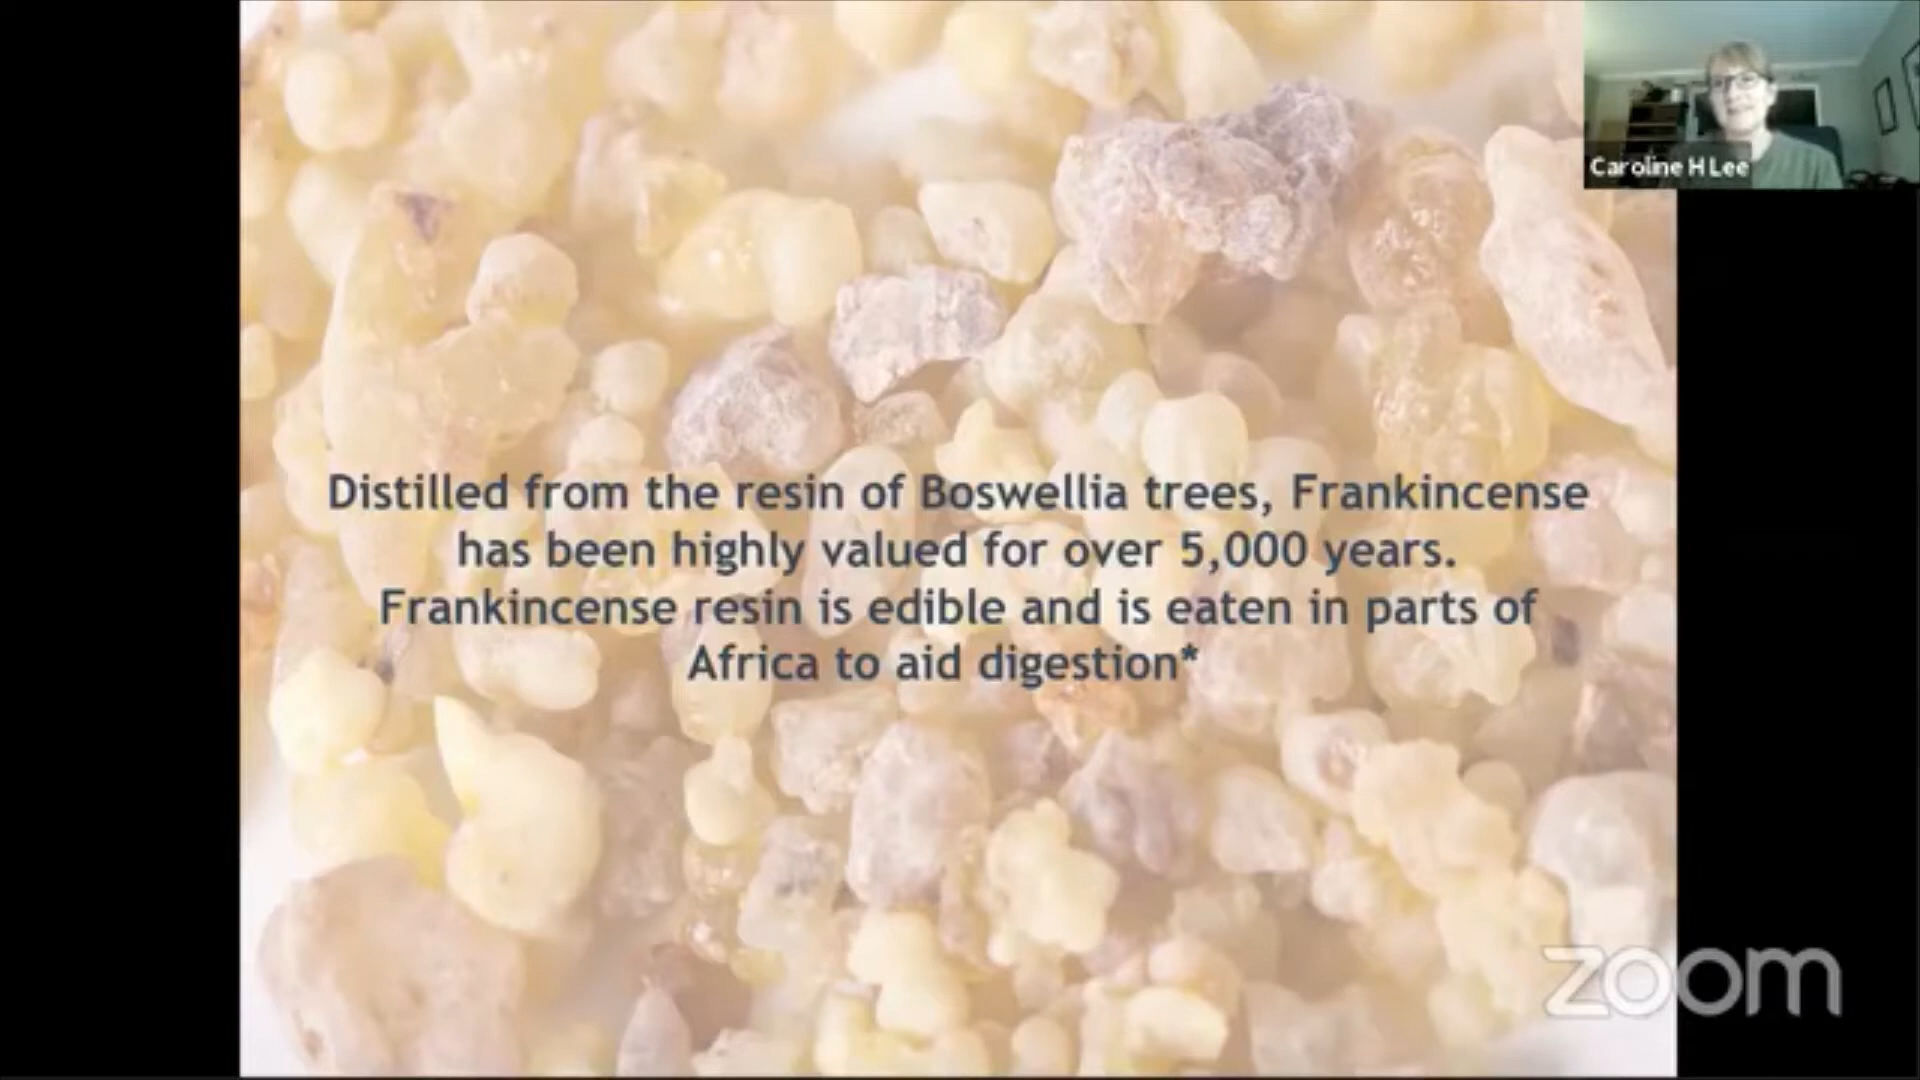 Caroline H Lee
Distilled from the resin of Boswellia trees, Frankincense
has been highly valued for over 5,000 years.
Frankincense resin is edible and is eaten in parts of
Africa to aid digestion*
zoom